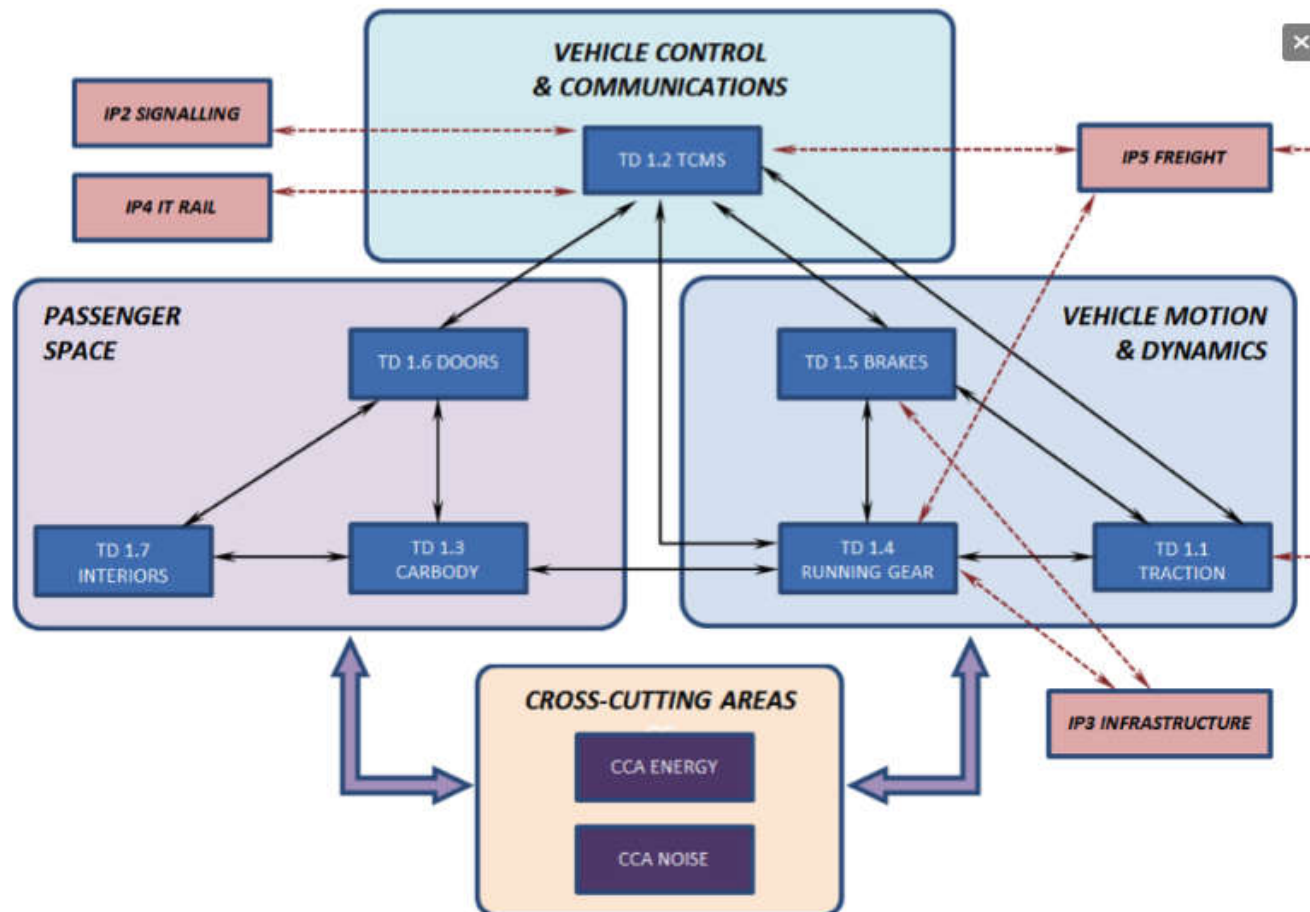 VEHICLE CONTROL
& COMMUNICATIONS
IP2 SIGNALLING
TD 1.2 TCMS
IP5 FREIGHT
IP4 IT RAIL
PASSENGER
SPACE
VEHICLE MOTION
& DYNAMICS
TD 1.6 DOORS
TD 1.5 BRAKES
TD 1.7
INTERIORS
TD 1.3
CARBODY
TD 1.4
RUNNING GEAR
TD 1.1
TRACTION
CROSS-CUTTING AREAS
IP3 INFRASTRUCTURE
CCA ENERGY
CCA NOISE